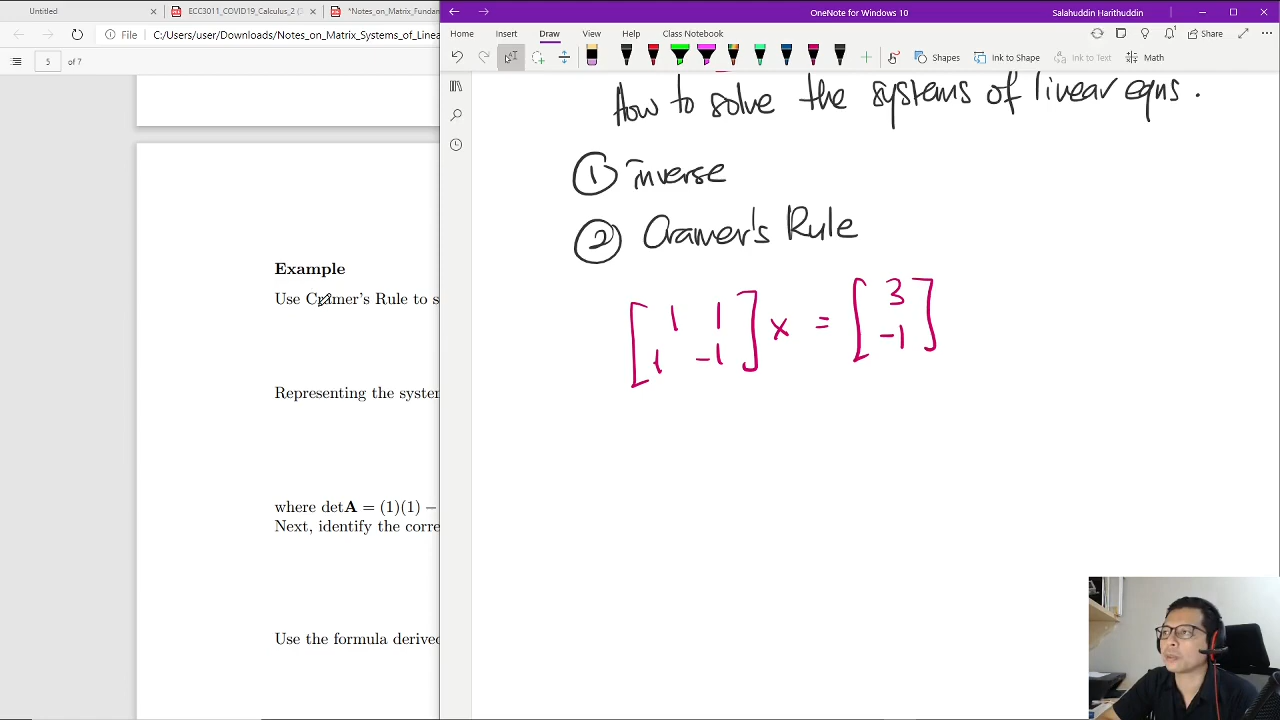 Untitled
ECC3011_COVID19_Calculus_2 (
*Notes_on_Matrix_Fundam
File
C:/Users/user/Downloads/Notes_on_Matrix_Systems_of_Linea
5 of 7
Example
Use Cramer's Rule to s
Representing the system
where detA = (1)(1) −
Next, identify the corre
Use the formula derived
OneNote for Windows 10
Salahuddin Harithuddin
Home Insert Draw View Help Class Notebook
Share
Shapes Ink to Shape Ink to Text Math
How to solve the systems of linear eqns.
① inverse
② Cramer's Rule
[ 1 1 ] x = [ 3 ]
[ 1 -1 ] [ -1 ]